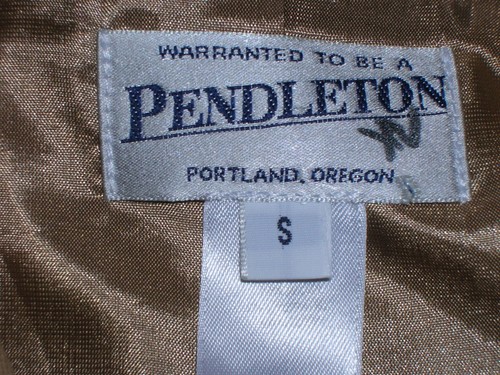 WARRANTED TO BE A
PENDLETON
PORTLAND, OREGON
S